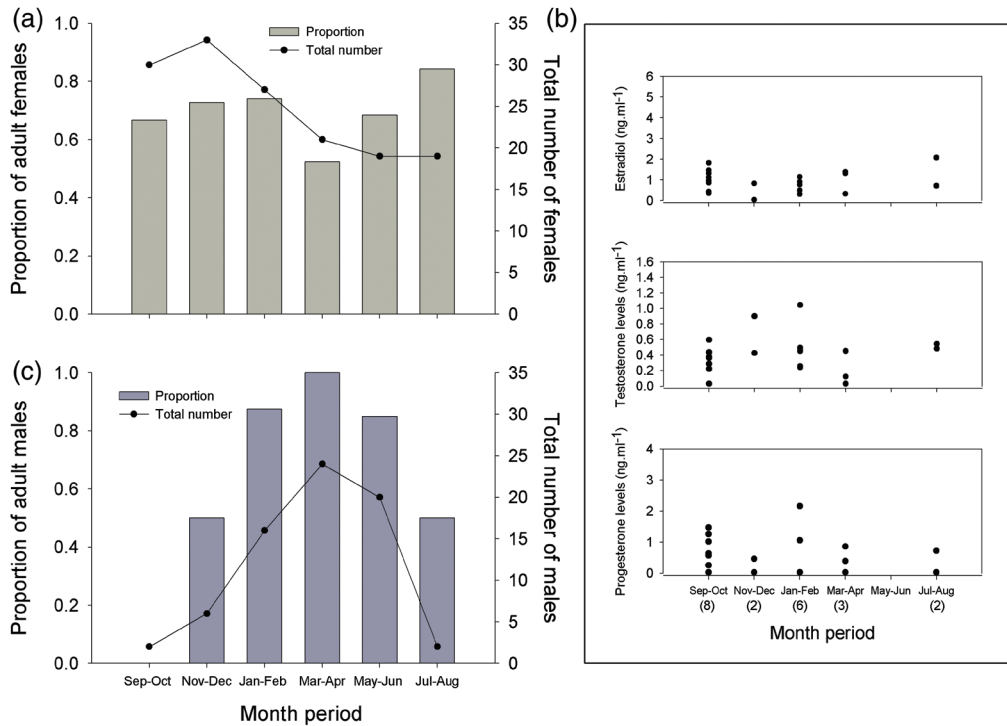 (a)
Proportion of adult females
1.0
0.8
0.6
0.4
0.2
0.0
Proportion
Total number
35
30
25
20
15
10
5
0
Total number of females
(c)
Proportion of adult males
1.0
0.8
0.6
0.4
0.2
0.0
Proportion
Total number
35
30
25
20
15
10
5
0
Total number of males
Sep-Oct Nov-Dec Jan-Feb Mar-Apr May-Jun Jul-Aug
Month period
(b)
Estradiol (ng.ml⁻¹)
6
5
4
3
2
1
0
Testosterone levels (ng.ml⁻¹)
1.6
1.4
1.2
1.0
0.8
0.6
0.4
0.2
0.0
Progesterone levels (ng.ml⁻¹)
4
3
2
1
0
Sep-Oct Nov-Dec Jan-Feb Mar-Apr May-Jun Jul-Aug
(8) (2) (6) (3) (2)
Month period